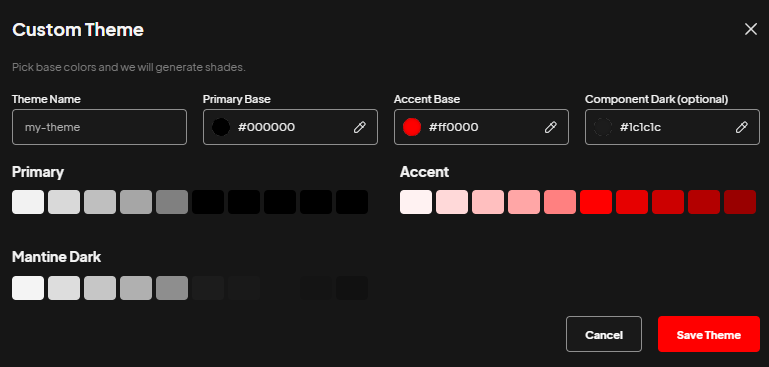 Custom Theme
Pick base colors and we will generate shades.
Theme Name
my-theme
Primary Base
#000000
Accent Base
#ff0000
Component Dark (optional)
#1c1c1c
Primary
Accent
Mantine Dark
Cancel
Save Theme